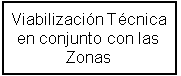 Viabilización Técnica
en conjunto con las
Zonas